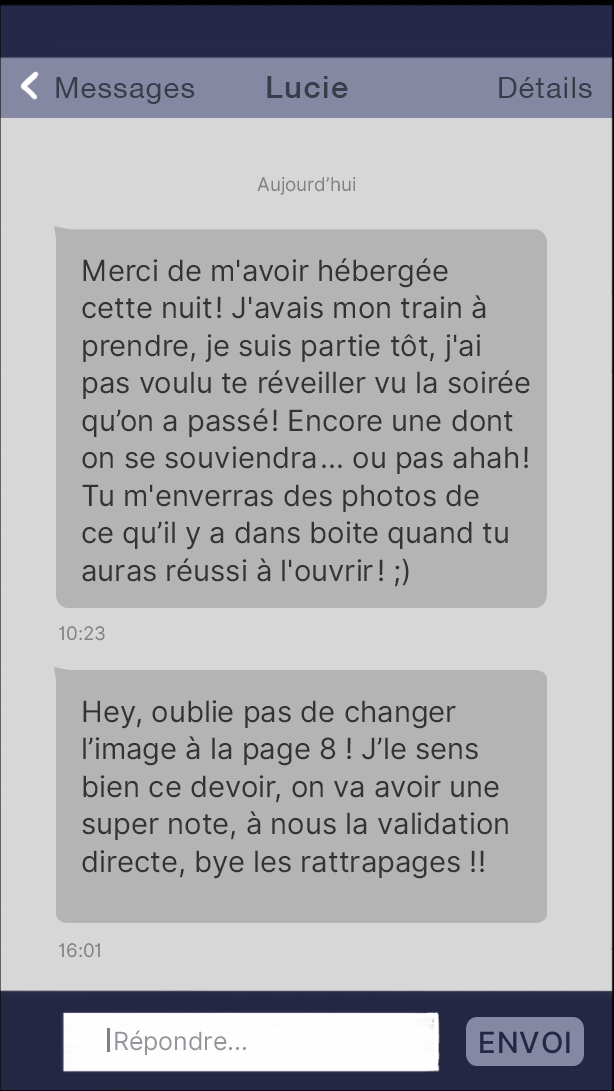 Messages Lucie Détails
Aujourd’hui
Merci de m'avoir hébergée
cette nuit! J'avais mon train à
prendre, je suis partie tôt, j'ai
pas voulu te réveiller vu la soirée
qu’on a passé! Encore une dont
on se souviendra... ou pas ahah!
Tu m'enverras des photos de
ce qu’il y a dans boite quand tu
auras réussi à l'ouvrir! ;)
10:23
Hey, oublie pas de changer
l’image à la page 8 ! J’le sens
bien ce devoir, on va avoir une
super note, à nous la validation
directe, bye les rattrapages !!
16:01
Répondre... ENVOI